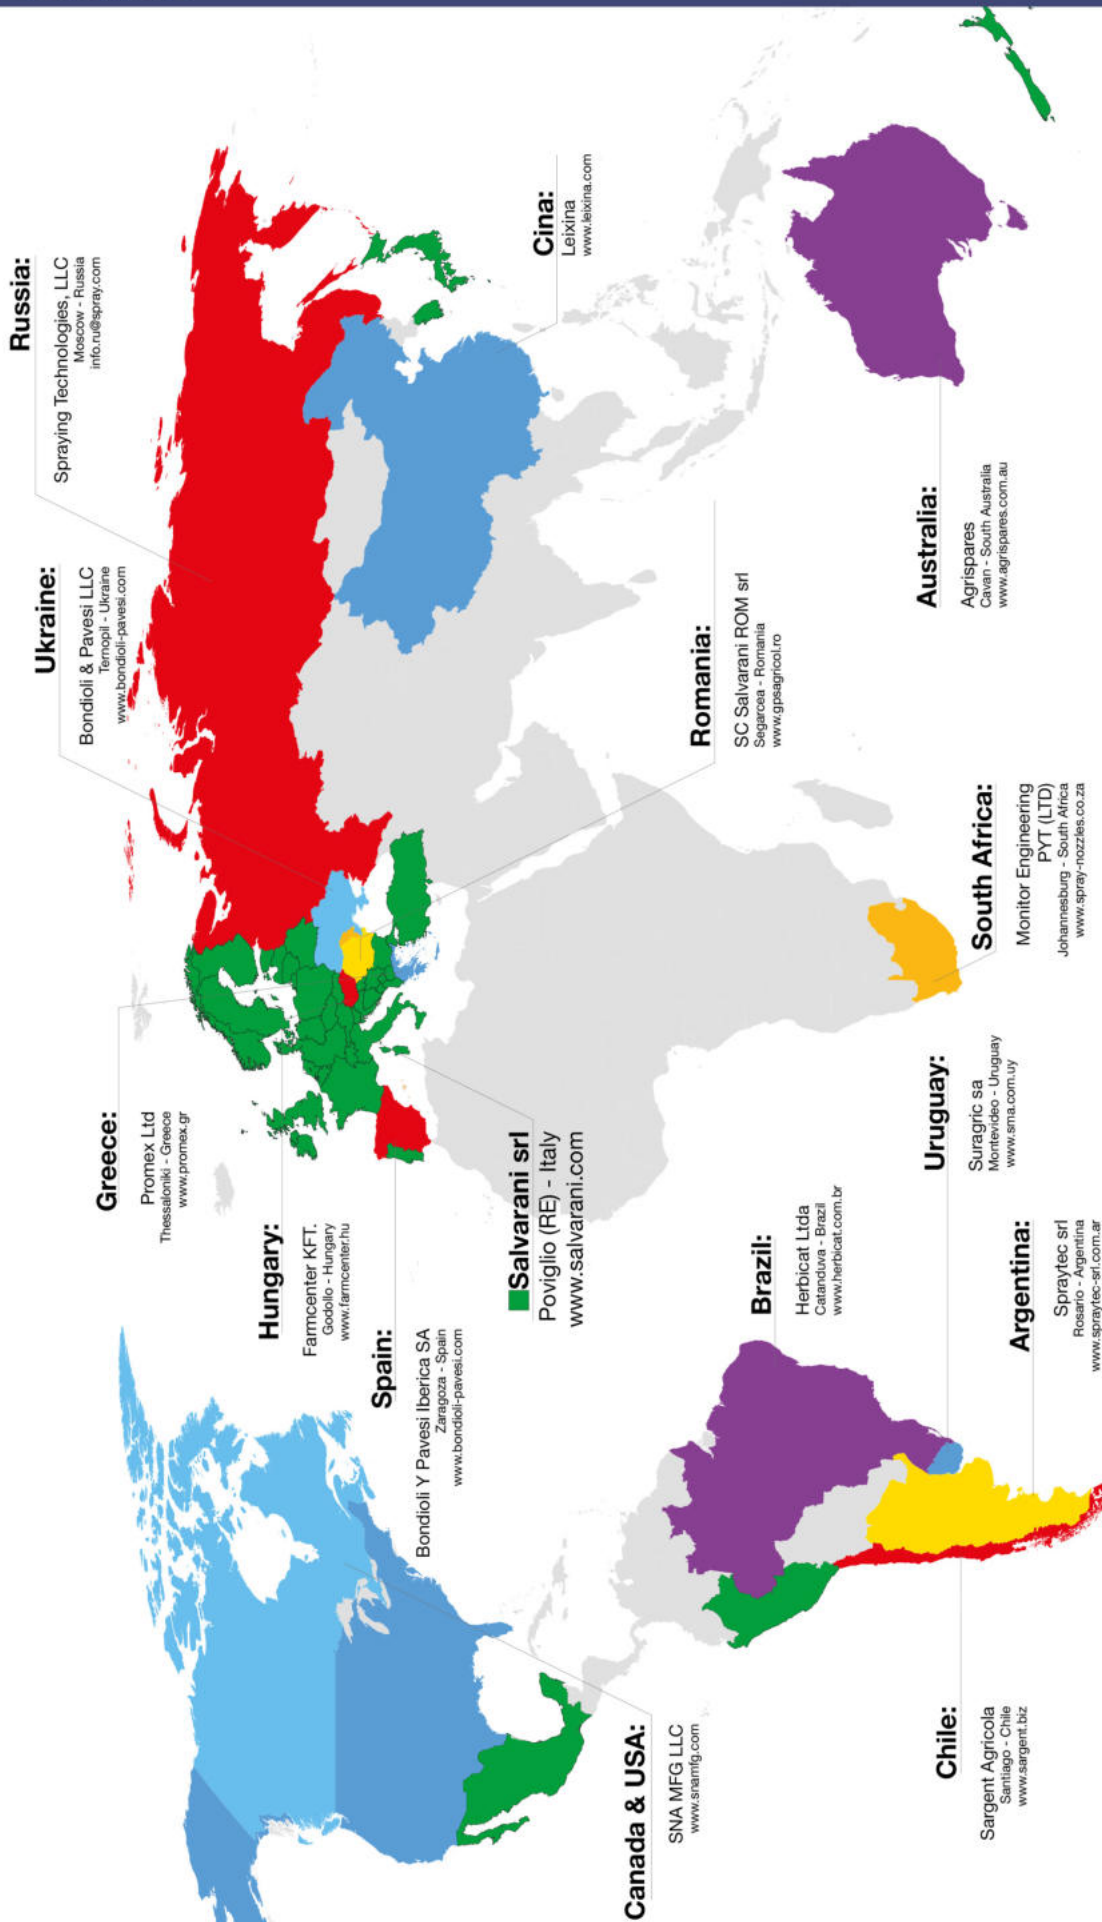 Canada & USA:
SNA MFG LLC
www.snamfg.com
Chile:
Sargent Agricola
Santiago - Chile
www.sargent.biz
Greece:
Promex Ltd
Thessaloniki - Greece
www.promex.gr
Hungary:
Farmcenter KFT.
Godollo - Hungary
www.farmcenter.hu
Spain:
Bondioli Y Pavesi Iberica SA
Zaragoza - Spain
www.bondioli-pavesi.com
Salvarani srl
Poviglio (RE) - Italy
www.salvarani.com
Brazil:
Herbicat Ltda
Catanduva - Brazil
www.herbicat.com.br
Uruguay:
Suragric sa
Montevideo - Uruguay
www.sma.com.uy
Argentina:
Spraytec srl
Rosario - Argentina
www.spraytec-srl.com.ar
Ukraine:
Bondioli & Pavesi LLC
Ternopil - Ukraine
www.bondioli-pavesi.com
Romania:
SC Salvarani ROM srl
Segarcea - Romania
www.gpsagricol.ro
South Africa:
Monitor Engineering
PYT (LTD)
Johannesburg - South Africa
www.spray-nozzles.co.za
Russia:
Spraying Technologies, LLC
Moscow - Russia
info.ru@spray.com
Cina:
Leixina
www.leixina.com
Australia:
Agrispares
Cavan - South Australia
www.agrispares.com.au